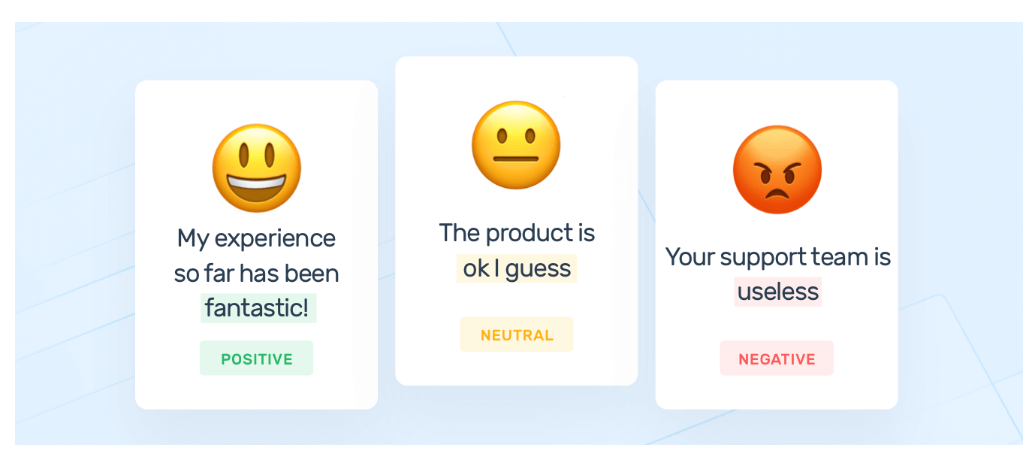 My experience
so far has been
fantastic!
POSITIVE
The product is
ok I guess
NEUTRAL
Your support team is
useless
NEGATIVE